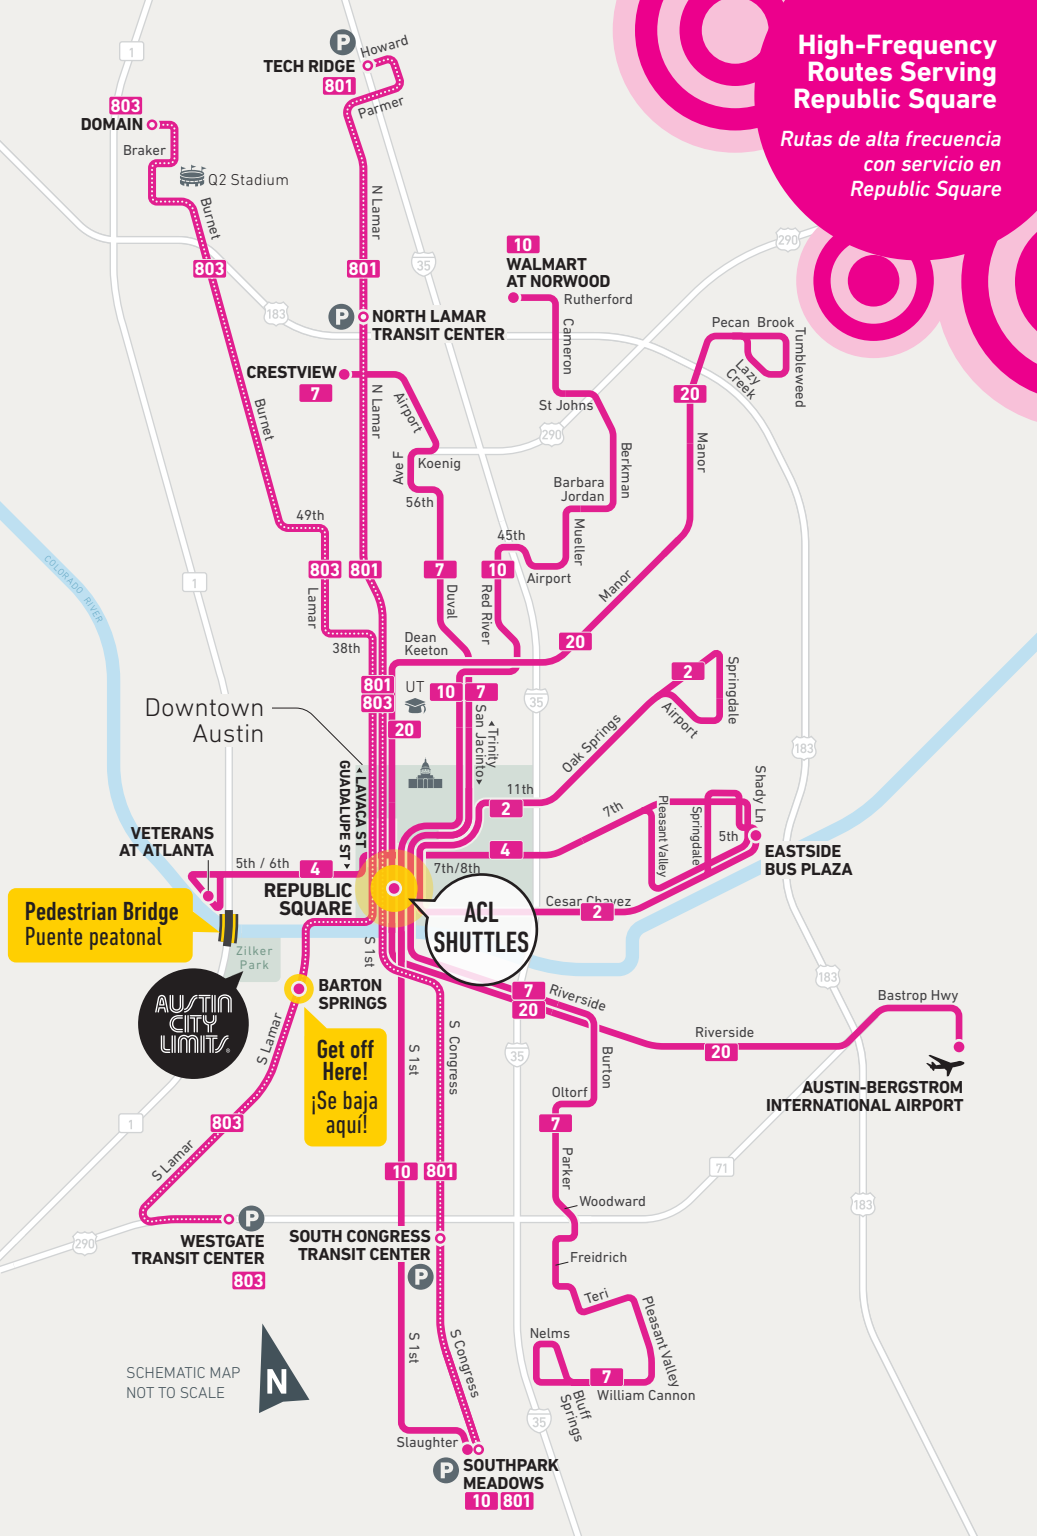 High-Frequency
Routes Serving
Republic Square
Rutas de alta frecuencia
con servicio en
Republic Square
1
P
Howard
TECH RIDGE
801
Parmer
803
DOMAIN
Braker
Q2 Stadium
Burnet
N Lamar
803
801
35
290
10
WALMART
AT NORWOOD
Rutherford
183
P
NORTH LAMAR
TRANSIT CENTER
Cameron
Pecan Brook
Tumbleweed
Lazy
Creek
CRESTVIEW
7
N Lamar
Airport
20
St Johns
Burnet
290
Manor
Berkman
Ave F
Koenig
56th
Barbara
Jordan
49th
Mueller
45th
803
801
7
10
Airport
1
COLORADO RIVER
Lamar
Duval
Red River
Manor
38th
Dean
Keeton
20
801
803
UT
10
7
2
Springdale
Airport
35
20
Downtown
Austin
San Jacinto
Trinity
Oak Springs
183
LAVACA ST
GUADALUPE ST
11th
2
7th
Pleasant Valley
Springdale
Shady Ln
5th
VETERANS
AT ATLANTA
5th / 6th
4
4
7th/8th
EASTSIDE
BUS PLAZA
REPUBLIC
SQUARE
Cesar Chavez
2
ACL
SHUTTLES
Pedestrian Bridge
Puente peatonal
Zilker
Park
S 1st
183
BARTON
SPRINGS
7
20
Riverside
Bastrop Hwy
AUSTIN
CITY
LIMITS
S Lamar
Get off
Here!
¡Se baja
aquí!
S 1st
S Congress
35
Burton
Riverside
20
AUSTIN-BERGSTROM
INTERNATIONAL AIRPORT
Oltorf
7
803
1
S Lamar
10
801
Parker
71
Woodward
183
P
290
WESTGATE
TRANSIT CENTER
803
SOUTH CONGRESS
TRANSIT CENTER
P
Freidrich
Teri
Pleasant Valley
S 1st
S Congress
Nelms
7
William Cannon
Bluff
Springs
35
SCHEMATIC MAP
NOT TO SCALE
N
Slaughter
P
SOUTHPARK
MEADOWS
10
801